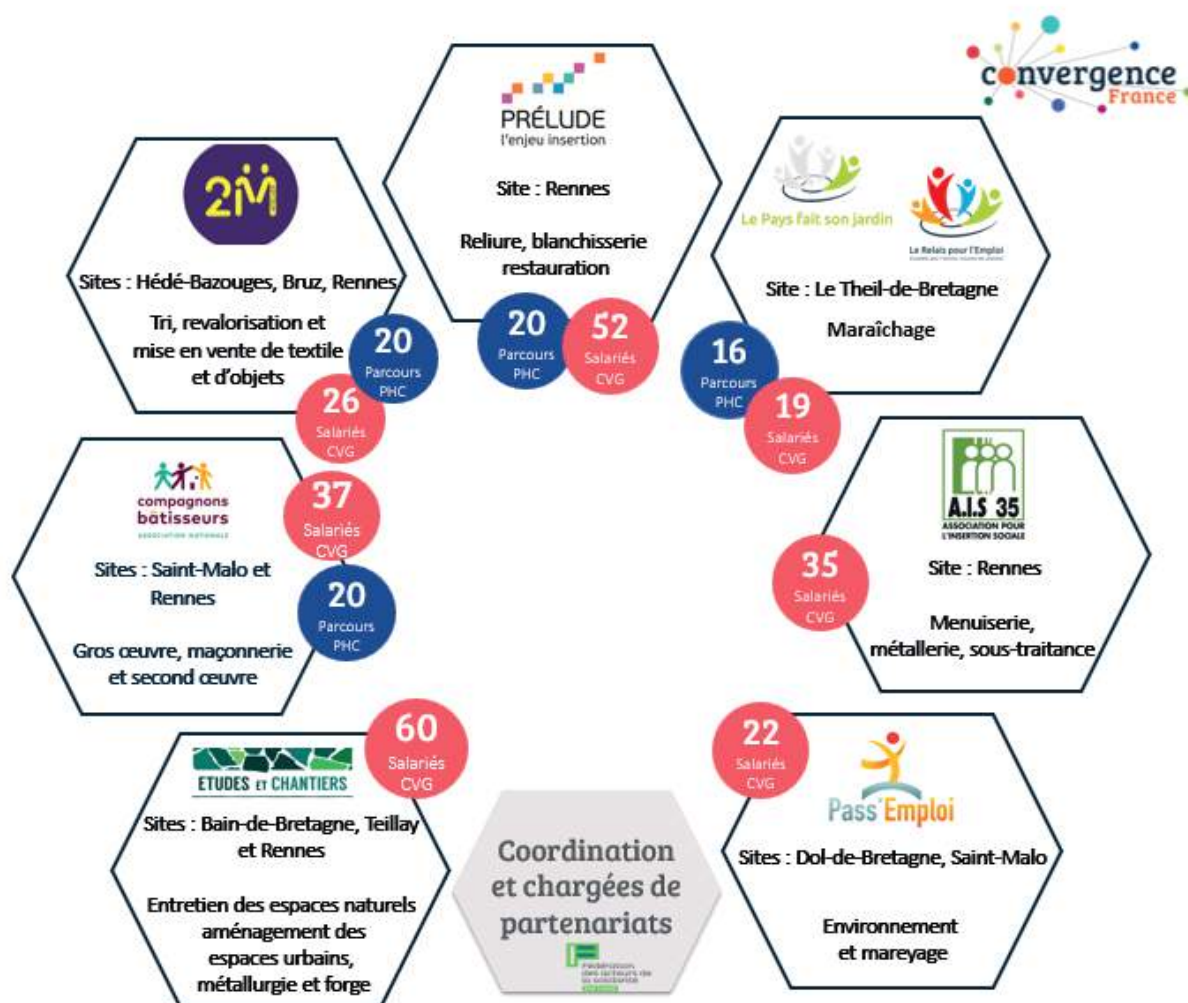 convergence
France
PRÉLUDE
l'enjeu insertion
Site : Rennes
Reliure, blanchisserie
restauration
20
Parcours
PHC
52
Salariés
CVG
2M
Sites : Hédé-Bazouges, Bruz, Rennes
Tri, revalorisation et
mise en vente de textile
et d'objets
20
Parcours
PHC
26
Salariés
CVG
Le Pays fait son jardin
Le Relais pour l'Emploi
Site : Le Theil-de-Bretagne
Maraîchage
16
Parcours
PHC
19
Salariés
CVG
compagnons
bâtisseurs
ASSOCIATION NATIONALE
Sites : Saint-Malo et
Rennes
Gros œuvre, maçonnerie
et second œuvre
37
Salariés
CVG
20
Parcours
PHC
A.I.S 35
ASSOCIATION POUR
L'INSERTION SOCIALE
Site : Rennes
Menuiserie,
métallerie, sous-traitance
35
Salariés
CVG
ETUDES ET CHANTIERS
Sites : Bain-de-Bretagne, Teillay
et Rennes
Entretien des espaces naturels
aménagement des
espaces urbains,
métallurgie et forge
60
Salariés
CVG
Coordination
et chargées de
partenariats
Fédération
des acteurs de
la solidarité
22
Salariés
CVG
Pass'Emploi
Sites : Dol-de-Bretagne, Saint-Malo
Environnement
et mareyage